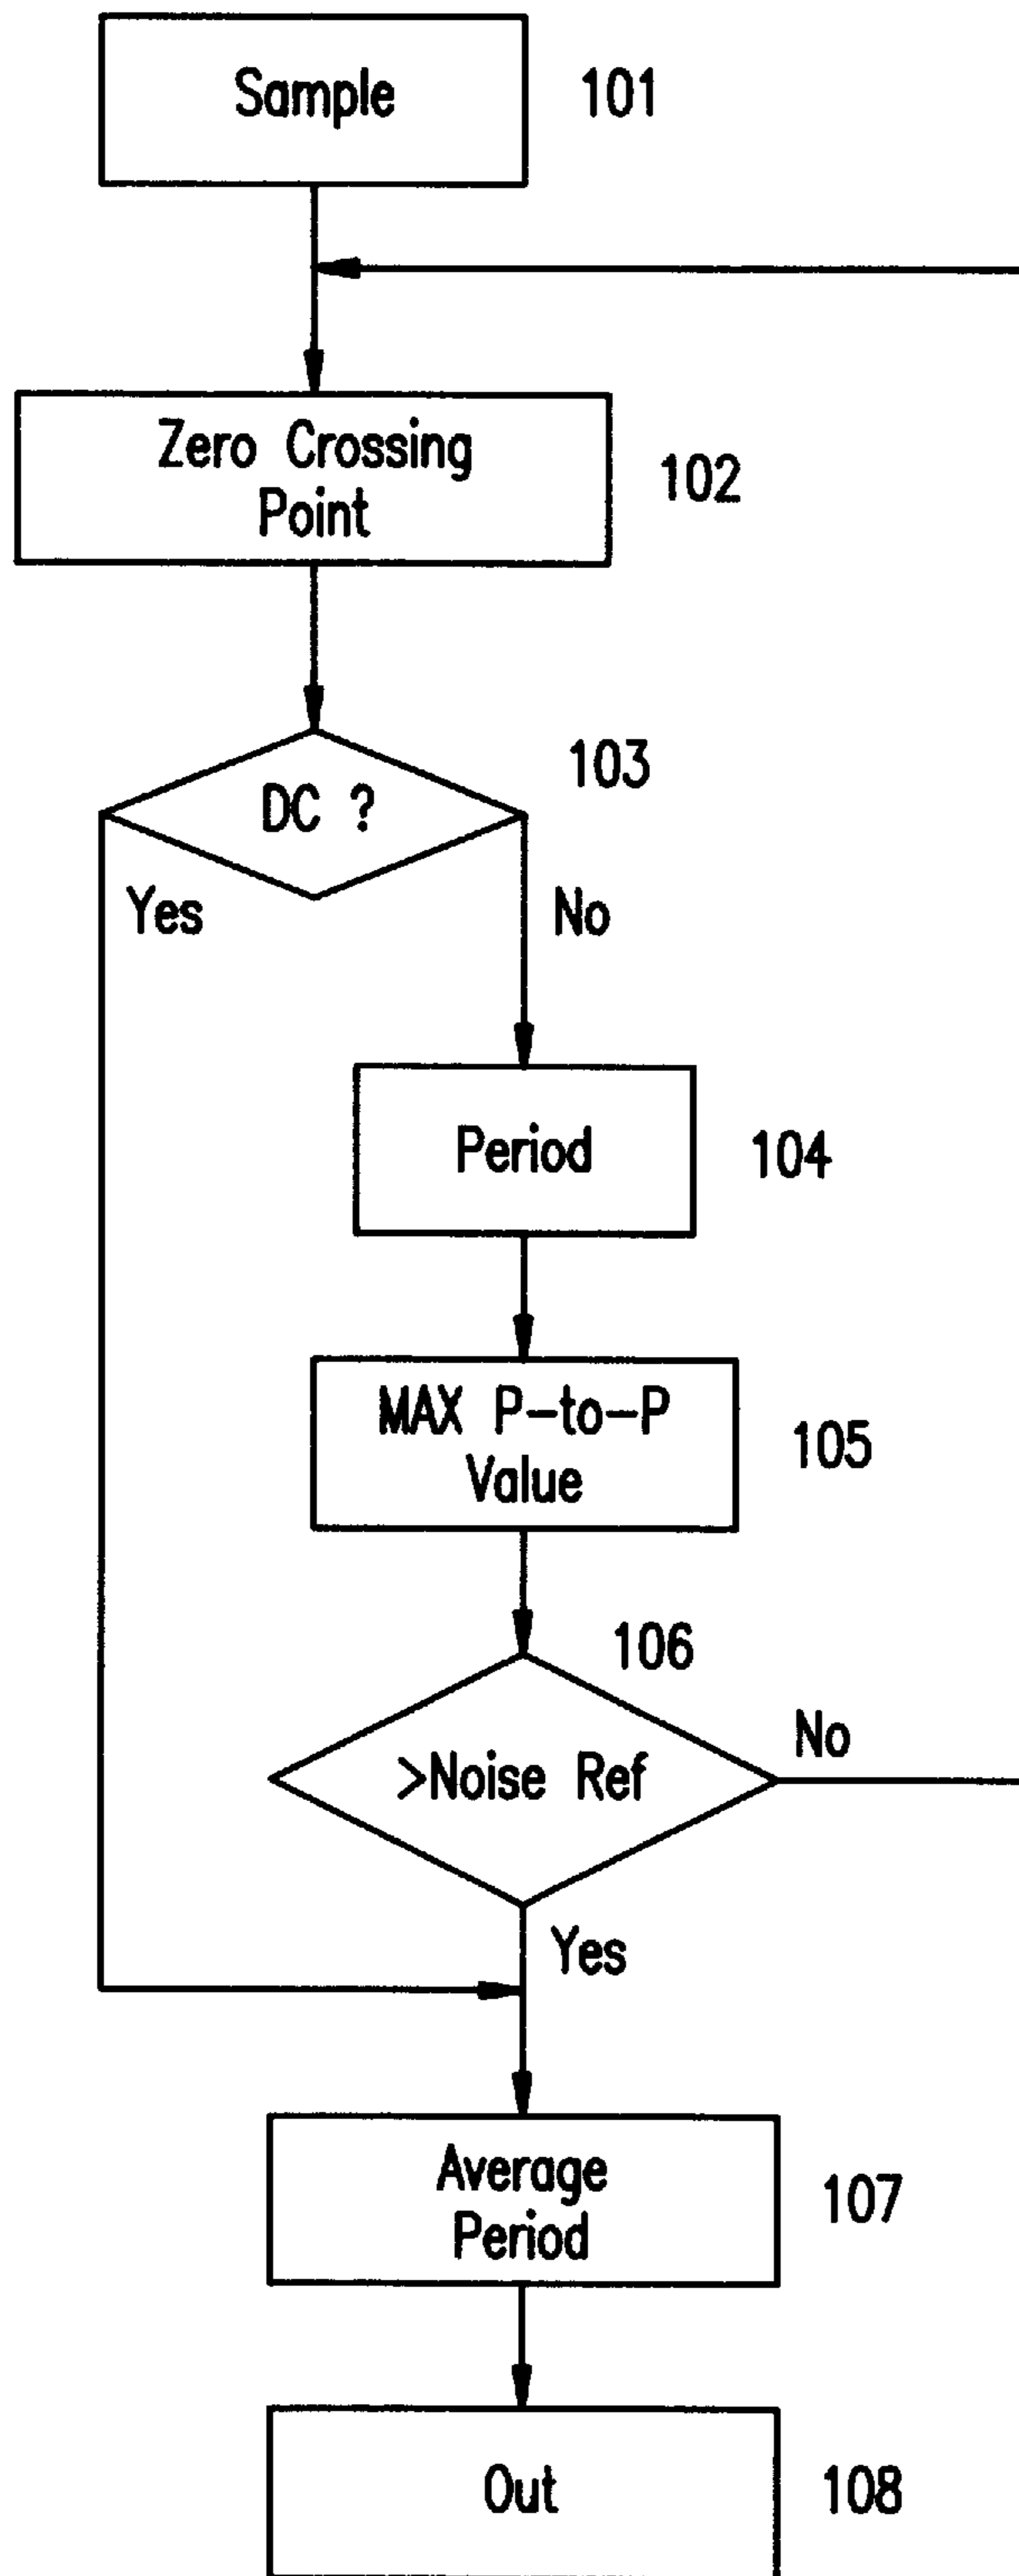 Sample
101
Zero Crossing
Point
102
103
DC ?
Yes
No
Period
104
MAX P-to-P
Value
105
106
>Noise Ref
No
Yes
Average
Period
107
Out
108